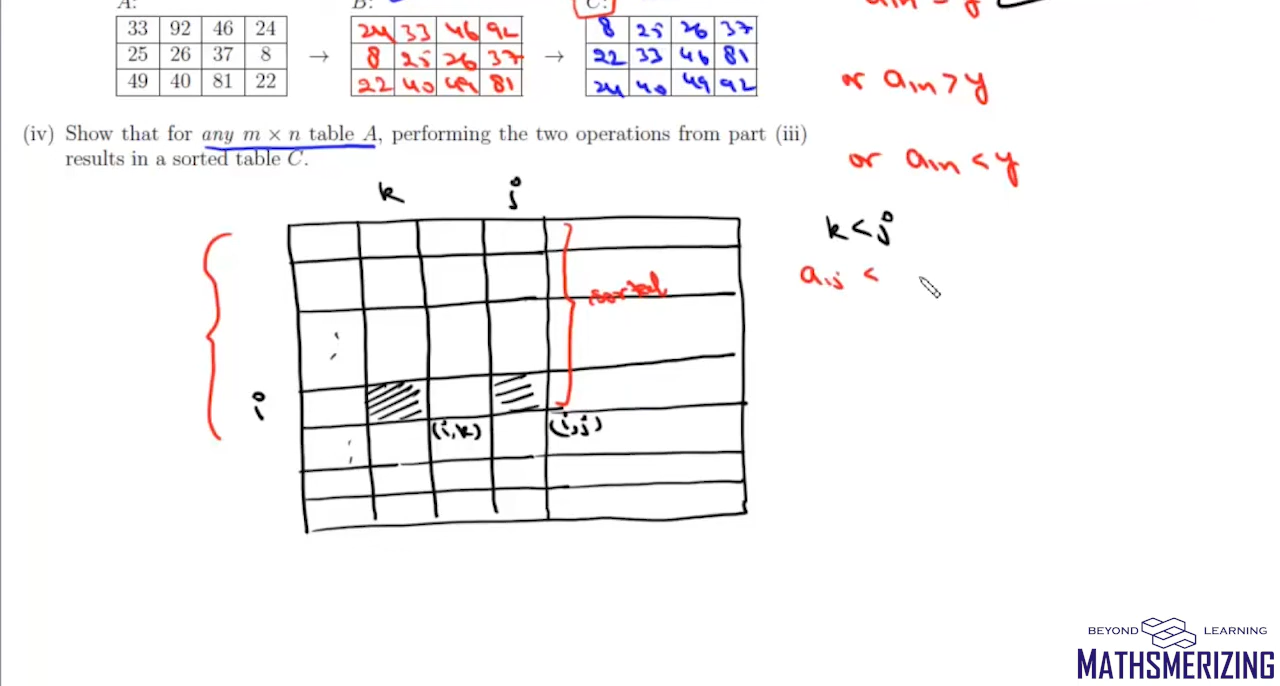 A: B: C:
33 92 46 24
25 26 37 8
49 40 81 22
→
24 33 46 92
8 25 26 37
22 40 49 81
→
8 25 26 37
22 33 46 81
24 40 49 92
or a₁ₙ > y
or a₁ₙ < y
(iv) Show that for any m × n table A, performing the two operations from part (iii)
results in a sorted table C.
k j
k < j
aᵢⱼ <
sorted
i
(i,k) (i,j)
BEYOND LEARNING
MATHSMERIZING